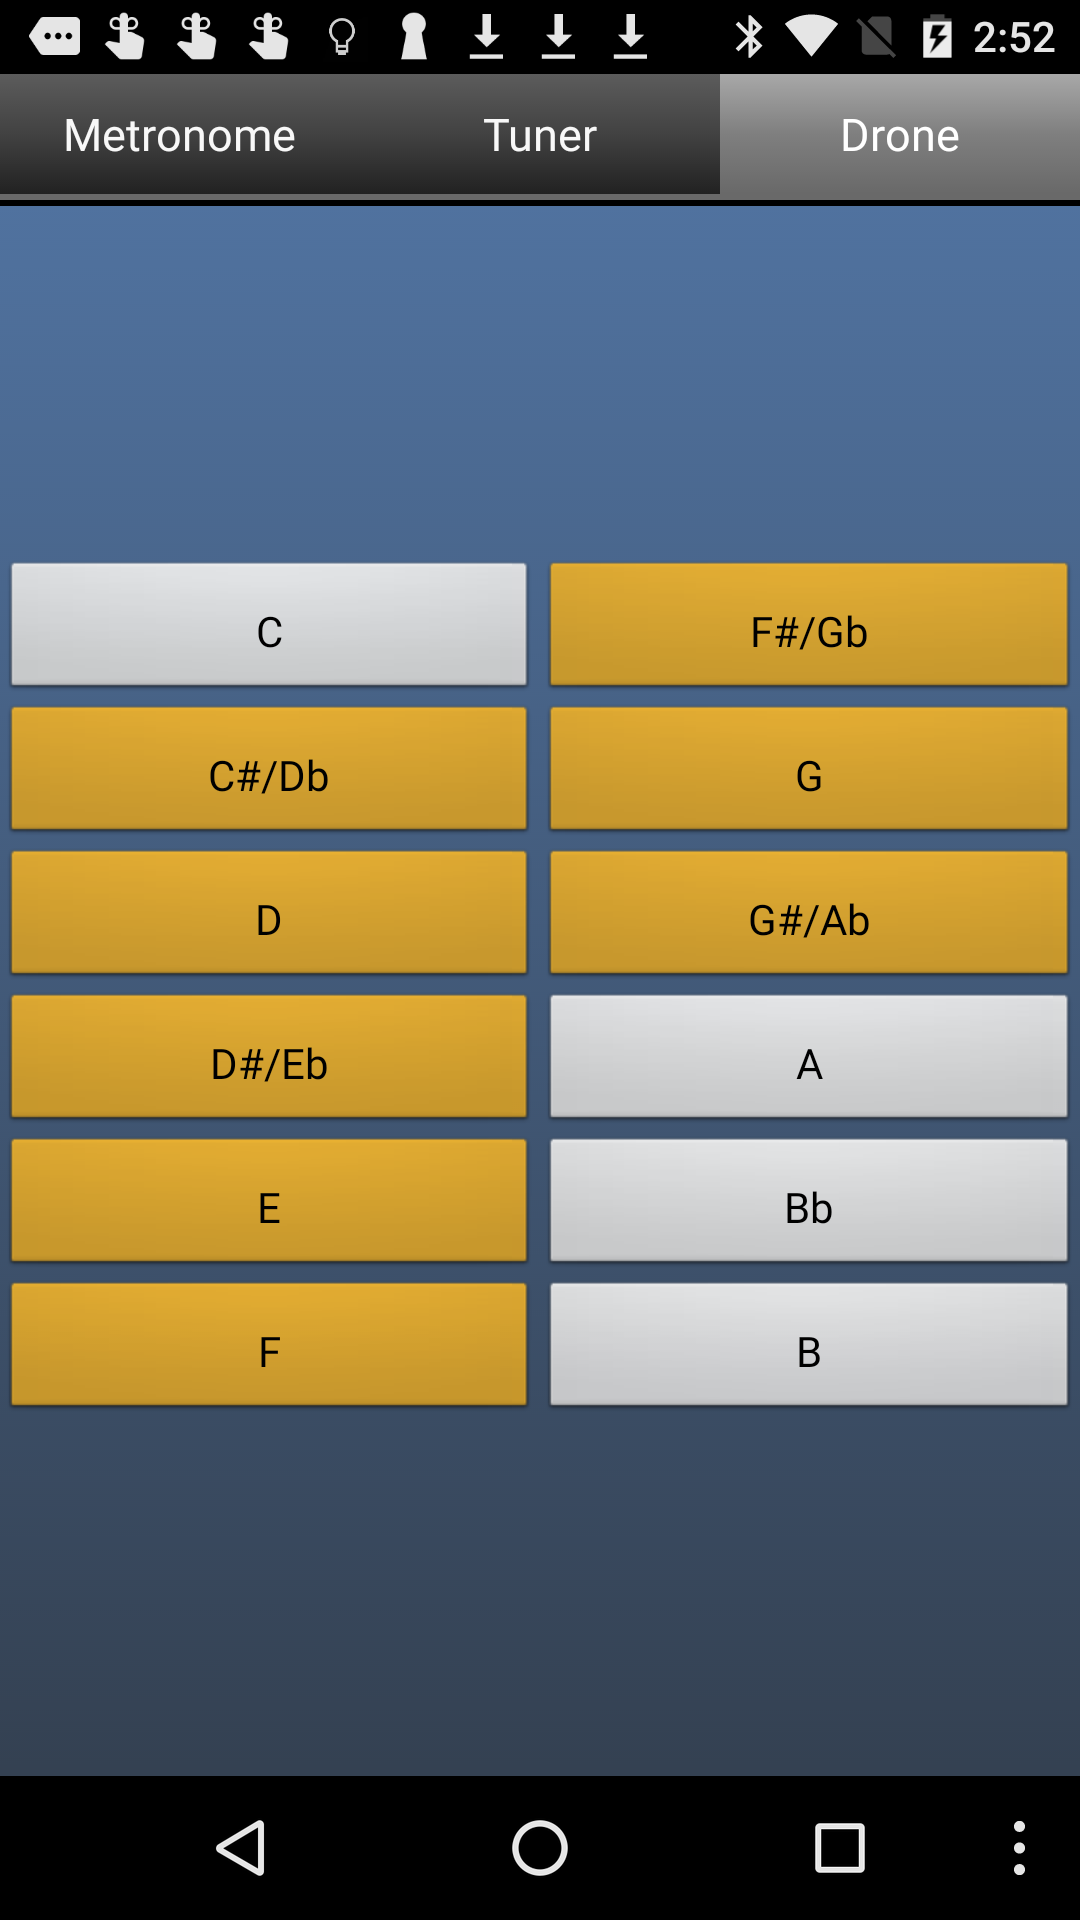 2:52
Metronome Tuner Drone
C F#/Gb
C#/Db G
D G#/Ab
D#/Eb A
E Bb
F B